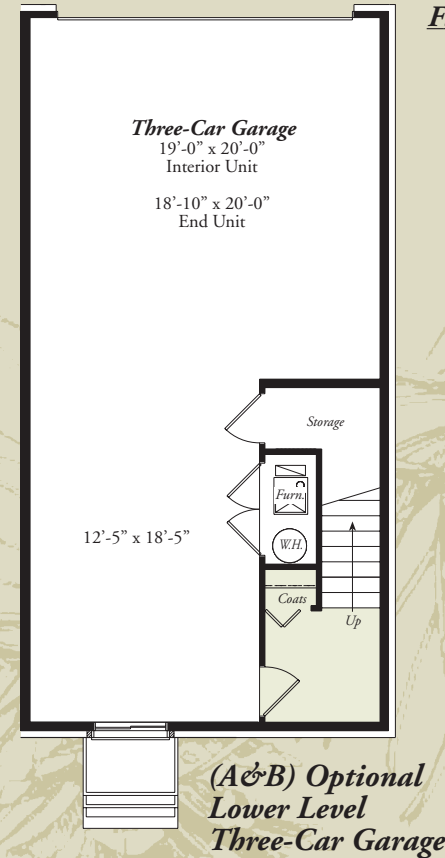 F
Three-Car Garage
19’-0” x 20’-0”
Interior Unit
18’-10” x 20’-0”
End Unit
Storage
Furn.
12’-5” x 18’-5”
W.H.
Coats
Up
(A&B) Optional
Lower Level
Three-Car Garage